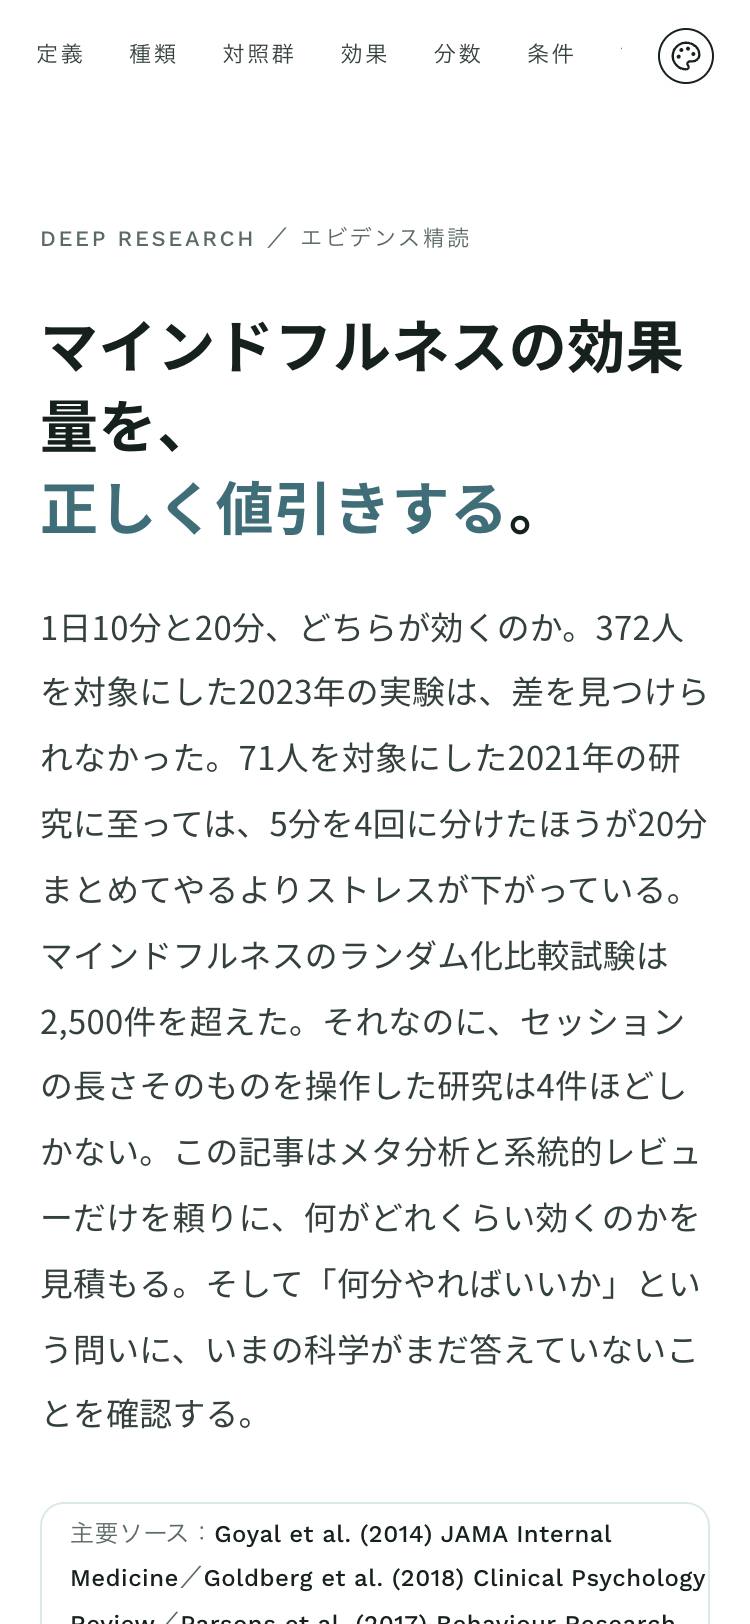 定義 種類 対照群 効果 分数 条件
DEEP RESEARCH ／ エビデンス精読
マインドフルネスの効果
量を、
正しく値引きする。
1日10分と20分、どちらが効くのか。372人
を対象にした2023年の実験は、差を見つけら
れなかった。71人を対象にした2021年の研
究に至っては、5分を4回に分けたほうが20分
まとめてやるよりストレスが下がっている。
マインドフルネスのランダム化比較試験は
2,500件を超えた。それなのに、セッション
の長さそのものを操作した研究は4件ほどし
かない。この記事はメタ分析と系統的レビュ
ーだけを頼りに、何がどれくらい効くのかを
見積もる。そして「何分やればいいか」とい
う問いに、いまの科学がまだ答えていないこ
とを確認する。
主要ソース：Goyal et al. (2014) JAMA Internal
Medicine／Goldberg et al. (2018) Clinical Psychology
Review／Parsons et al. (2017) Behaviour Research